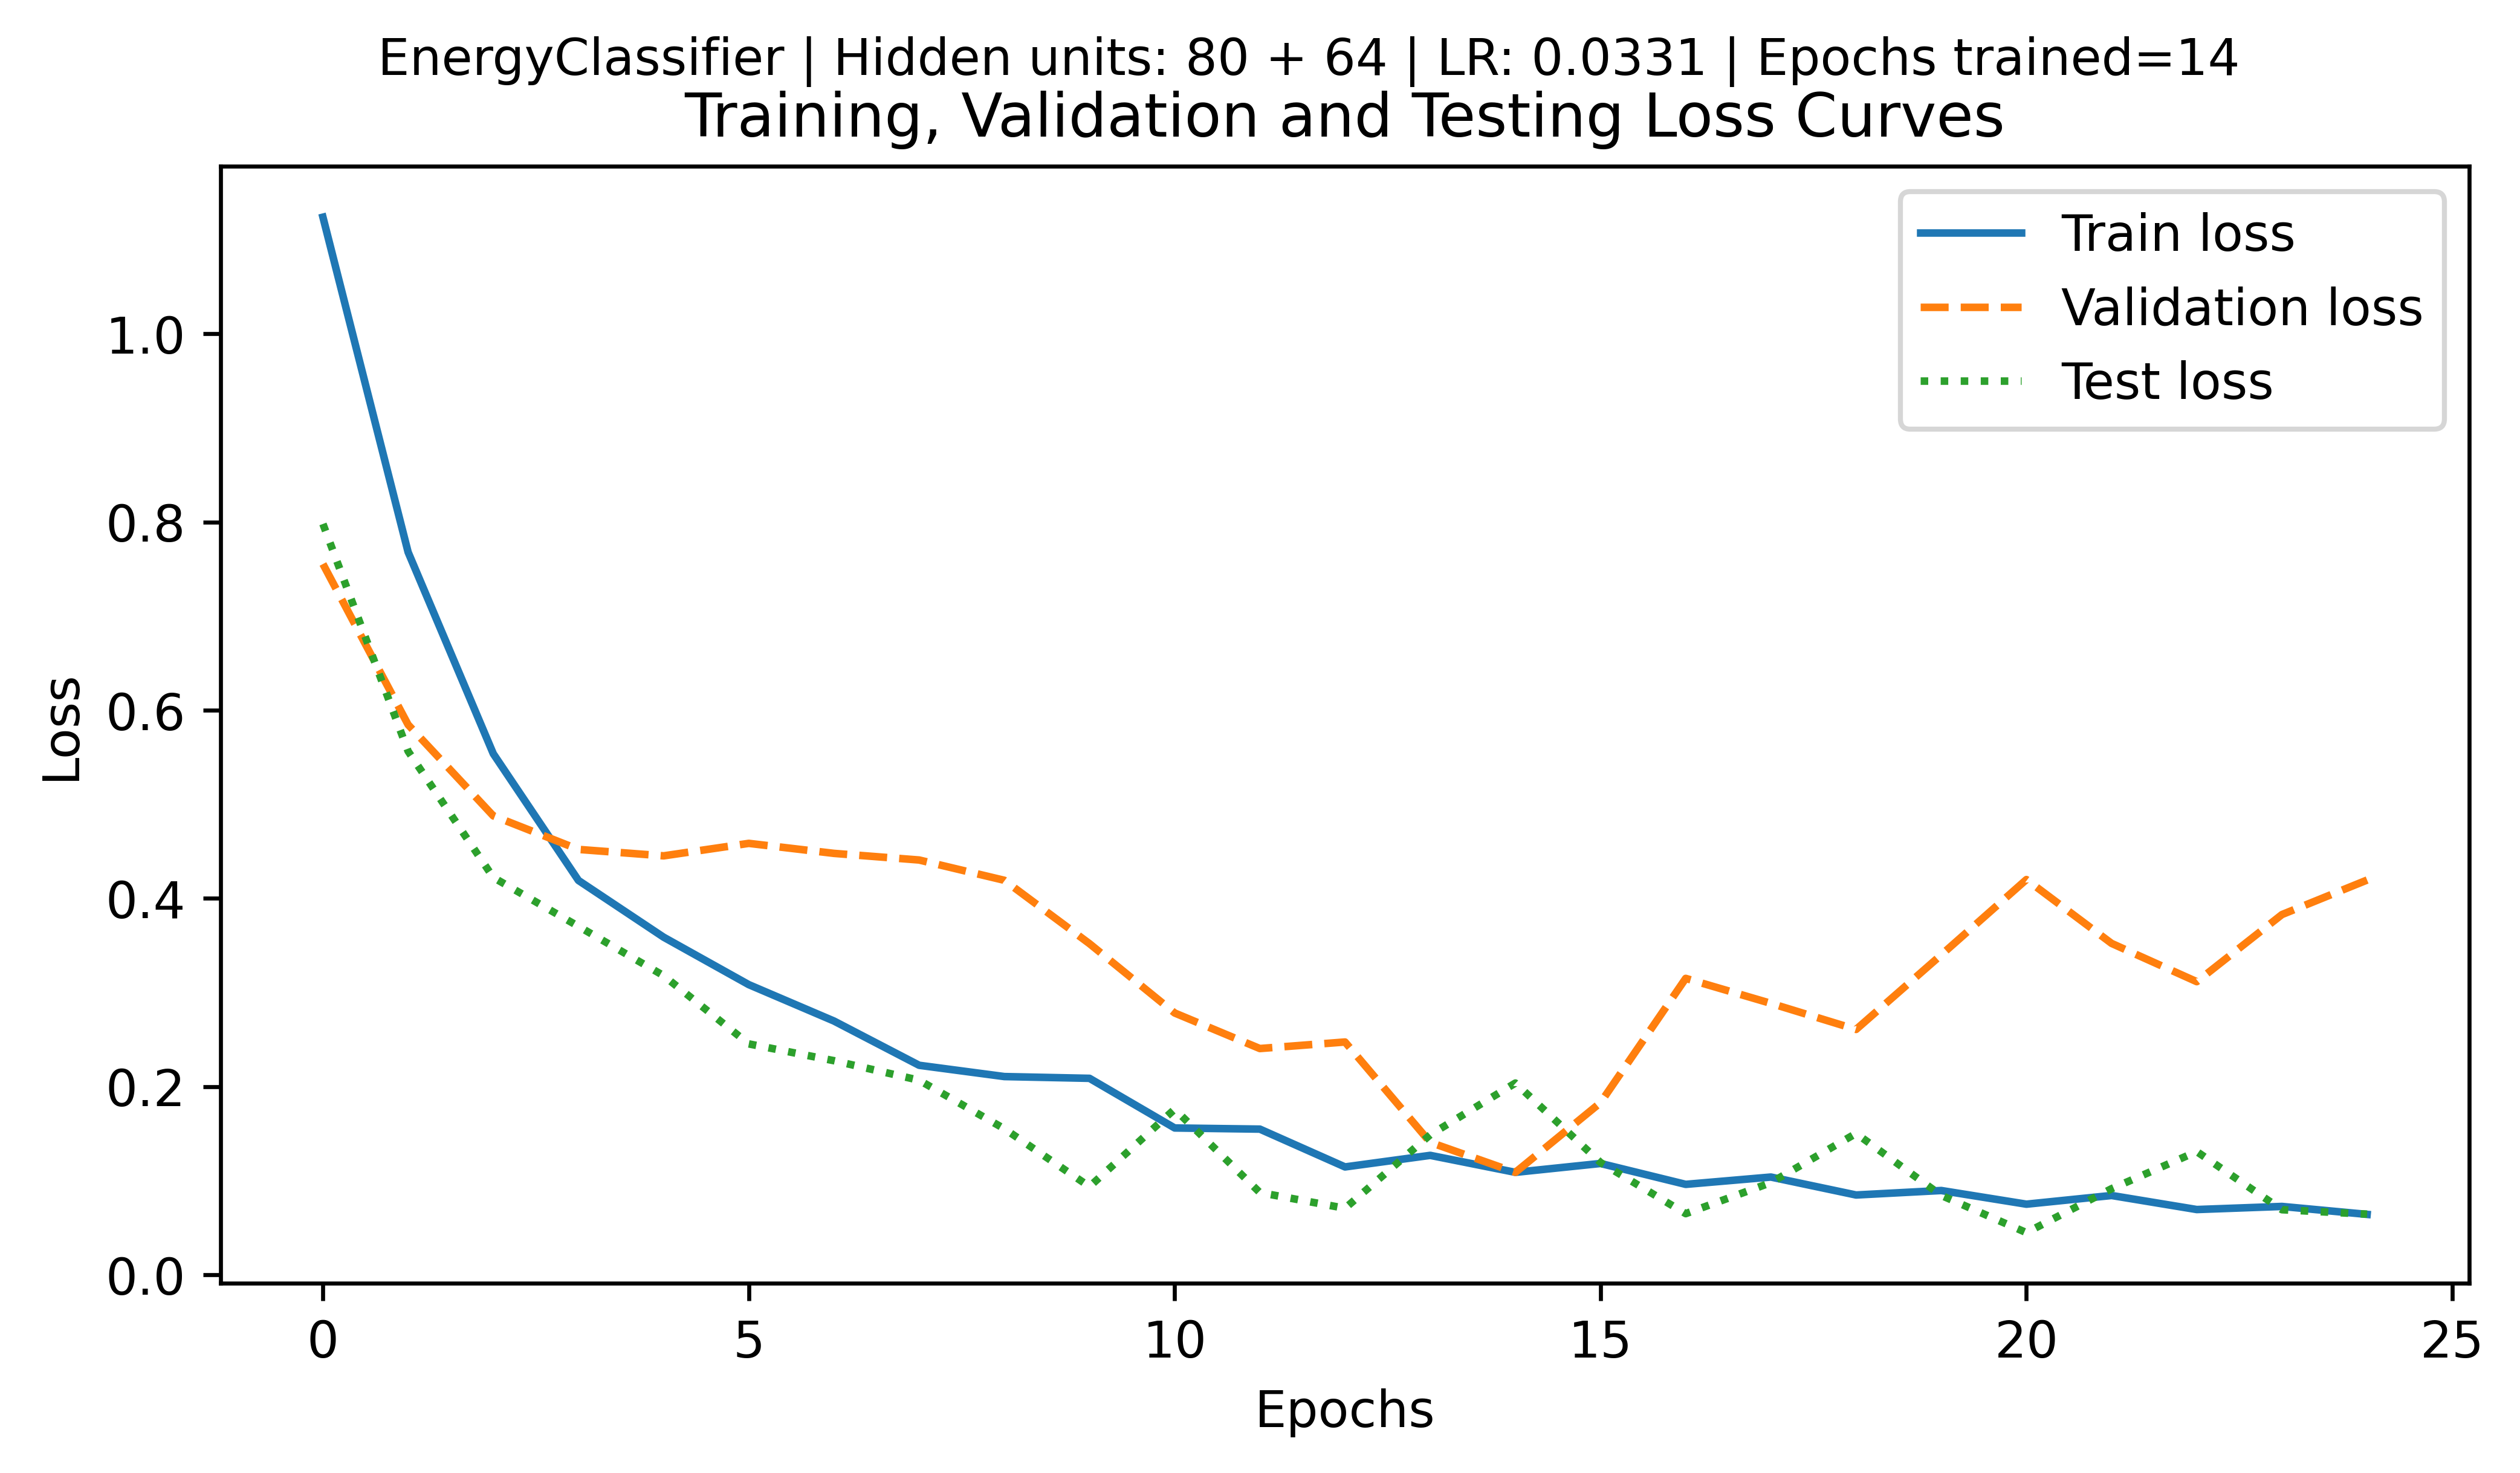 EnergyClassifier | Hidden units: 80 + 64 | LR: 0.0331 | Epochs trained=14
Training, Validation and Testing Loss Curves
Train loss
Validation loss
Test loss
Loss
1.0
0.8
0.6
0.4
0.2
0.0
0 5 10 15 20 25
Epochs